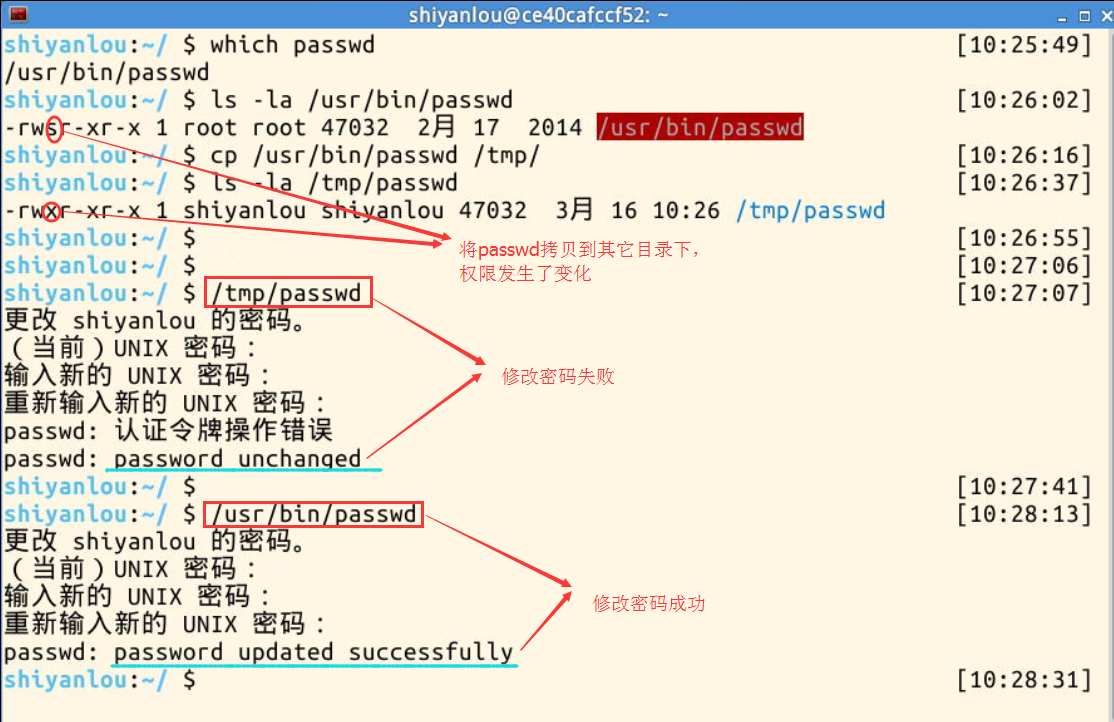 shiyanlou@ce40cafccf52: ~
shiyanlou:~/ $ which passwd [10:25:49]
/usr/bin/passwd
shiyanlou:~/ $ ls -la /usr/bin/passwd [10:26:02]
-rwsr-xr-x 1 root root 47032 2月 17 2014 /usr/bin/passwd
shiyanlou:~/ $ cp /usr/bin/passwd /tmp/ [10:26:16]
shiyanlou:~/ $ ls -la /tmp/passwd [10:26:37]
-rwxr-xr-x 1 shiyanlou shiyanlou 47032 3月 16 10:26 /tmp/passwd
shiyanlou:~/ $ [10:26:55]
将passwd拷贝到其它目录下，
shiyanlou:~/ $ [10:27:06]
权限发生了变化
shiyanlou:~/ $ /tmp/passwd [10:27:07]
更改 shiyanlou 的密码。
（当前）UNIX 密码：
输入新的 UNIX 密码：
修改密码失败
重新输入新的 UNIX 密码：
passwd: 认证令牌操作错误
passwd: password unchanged
shiyanlou:~/ $ [10:27:41]
shiyanlou:~/ $ /usr/bin/passwd [10:28:13]
更改 shiyanlou 的密码。
（当前）UNIX 密码：
输入新的 UNIX 密码：
修改密码成功
重新输入新的 UNIX 密码：
passwd: password updated successfully
shiyanlou:~/ $ [10:28:31]